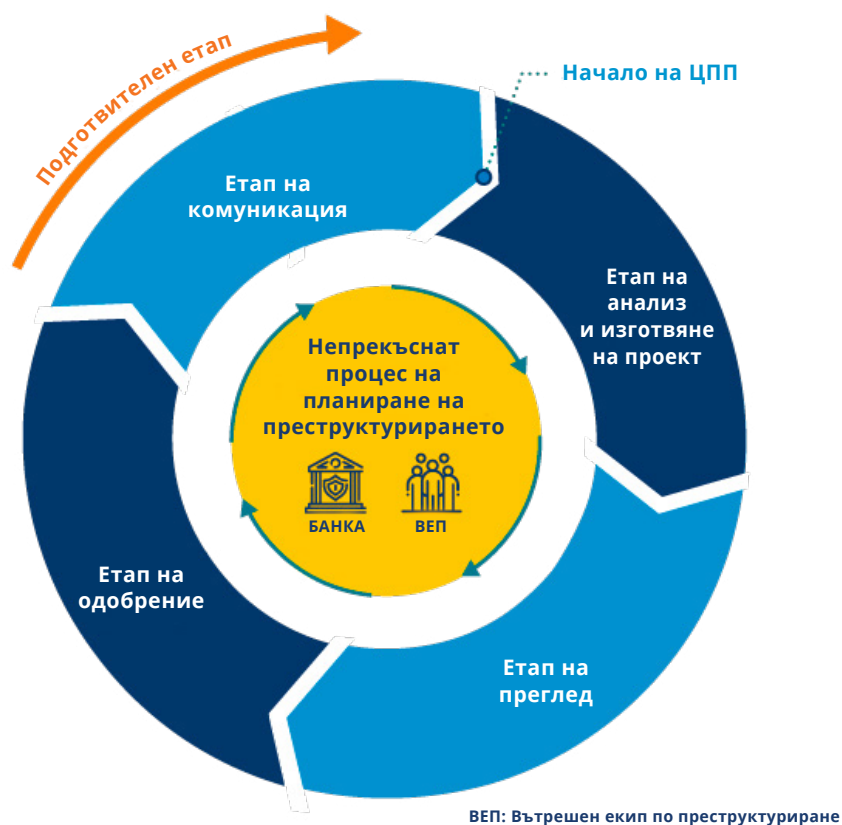 Подготвителен етап
Начало на ЦПП
Етап на
комуникация
Етап на
анализ
и изготвяне
на проект
Непрекъснат
процес на
планиране на
преструктурирането
БАНКА
ВЕП
Етап на
одобрение
Етап на
преглед
ВЕП: Вътрешен екип по преструктуриране